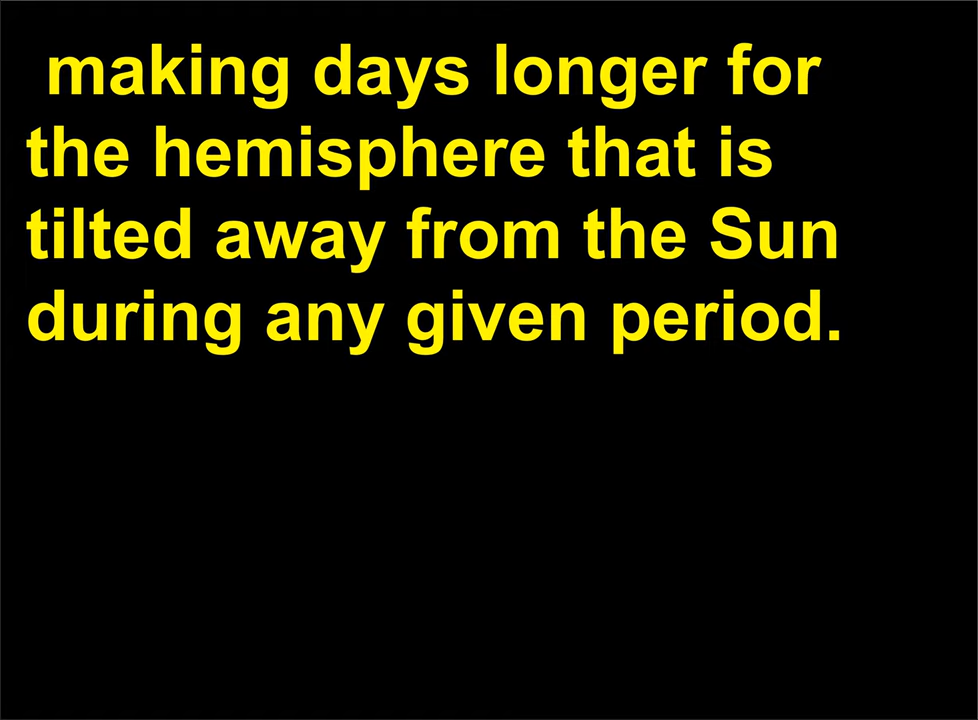 making days longer for
the hemisphere that is
tilted away from the Sun
during any given period.